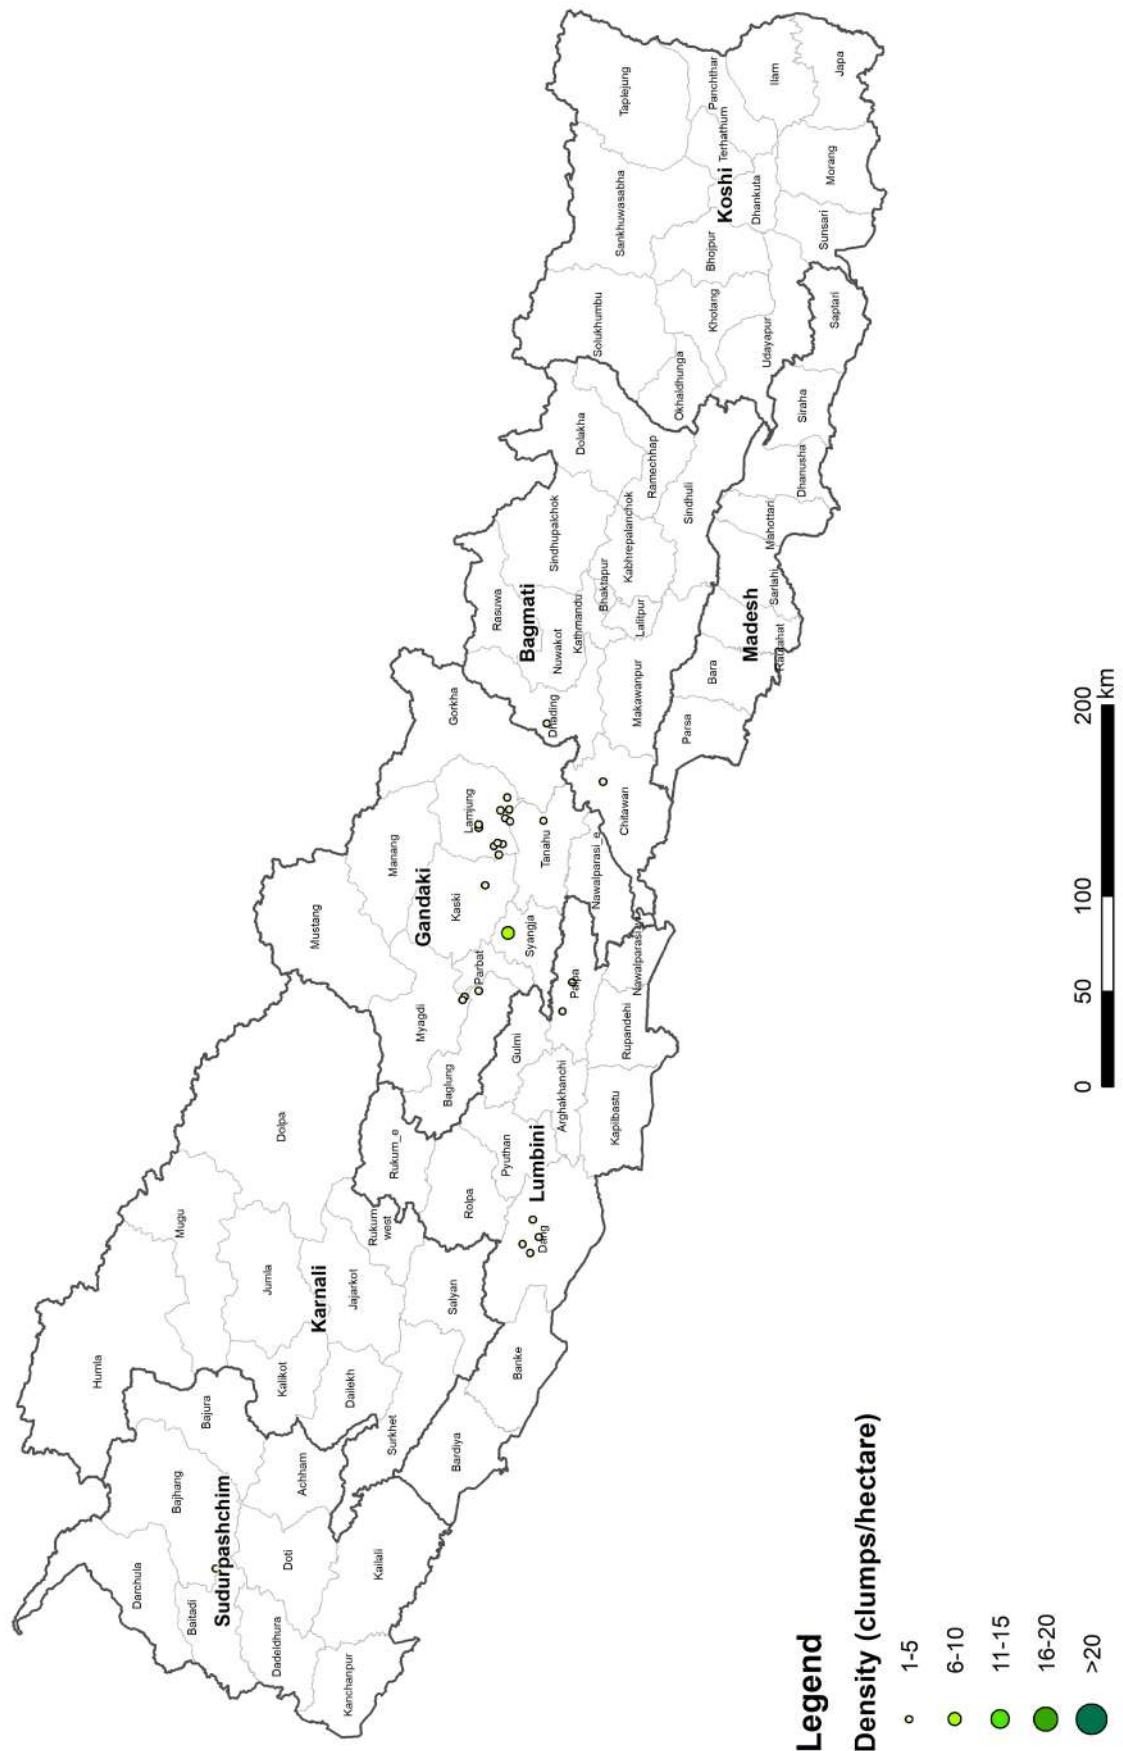 Humla
Darchula
Bajhang
Bajura
Mugu
Baitadi
Sudurpashchim
Dadeldhura
Doti
Achham
Kalikot
Jumla
Dolpa
Karnali
Kanchanpur
Kailali
Dailekh
Jajarkot
Rukum
west
Rukum_e
Surkhet
Salyan
Rolpa
Bardiya
Banke
Dang
Pyuthan
Lumbini
Gulmi
Arghakhanchi
Kapilbastu
Rupandehi
Palpa
Nawalparasi
Mustang
Manang
Myagdi
Gandaki
Baglung
Parbat
Kaski
Lamjung
Gorkha
Syangja
Tanahu
Nawalparasi_e
Chitawan
Dhading
Rasuwa
Bagmati
Nuwakot
Kathmandu
Bhaktapur
Lalitpur
Makawanpur
Sindhupalchok
Kabhrepalanchok
Dolakha
Ramechhap
Sindhuli
Parsa
Bara
Rautahat
Madesh
Sarlahi
Mahottari
Dhanusha
Siraha
Saptari
Solukhumbu
Okhaldhunga
Khotang
Udayapur
Sankhuwasabha
Bhojpur
Koshi
Dhankuta
Terhathum
Taplejung
Panchthar
Ilam
Sunsari
Morang
Japa
Legend
Density (clumps/hectare)
1-5
6-10
11-15
16-20
>20
0 50 100 200
km